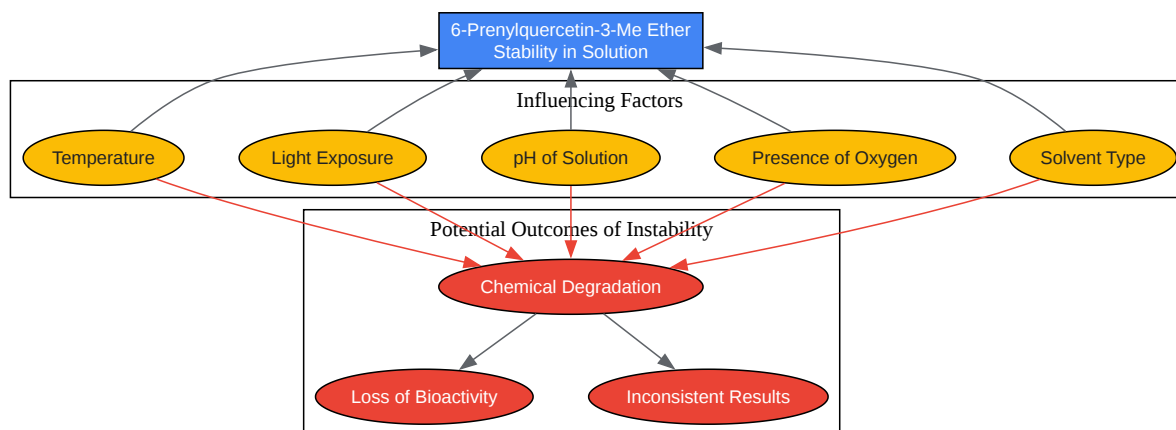 6-Prenylquercetin-3-Me Ether
Stability in Solution
Influencing Factors
Temperature
Light Exposure
pH of Solution
Presence of Oxygen
Solvent Type
Potential Outcomes of Instability
Chemical Degradation
Loss of Bioactivity
Inconsistent Results